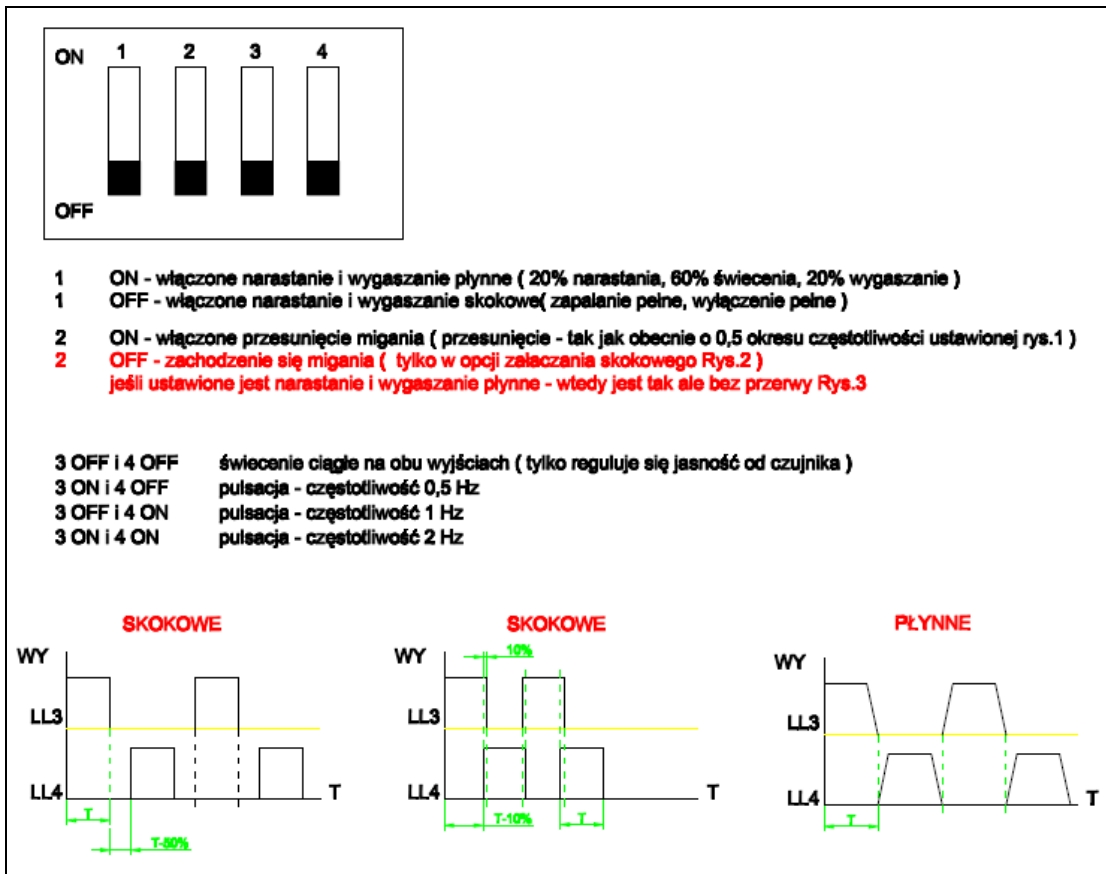 ON 1 2 3 4
OFF
1 ON - włączone narastanie i wygaszanie płynne ( 20% narastania, 60% świecenia, 20% wygaszanie )
1 OFF - włączone narastanie i wygaszanie skokowe( zapalanie pełne, wyłączenie pełne )
2 ON - włączone przesunięcie migania ( przesunięcie - tak jak obecnie o 0,5 okresu częstotliwości ustawionej rys.1 )
2 OFF - zachodzenie się migania ( tylko w opcji załaczania skokowego Rys.2 )
jeśli ustawione jest narastanie i wygaszanie płynne - wtedy jest tak ale bez przerwy Rys.3
3 OFF i 4 OFF świecenie ciągłe na obu wyjściach ( tylko reguluje się jasność od czujnika )
3 ON i 4 OFF pulsacja - częstotliwość 0,5 Hz
3 OFF i 4 ON pulsacja - częstotliwość 1 Hz
3 ON i 4 ON pulsacja - częstotliwość 2 Hz
SKOKOWE
WY
LL3
LL4
T
T
T-50%
SKOKOWE
WY
10%
LL3
LL4
T
T-10%
T
PŁYNNE
WY
LL3
LL4
T
T